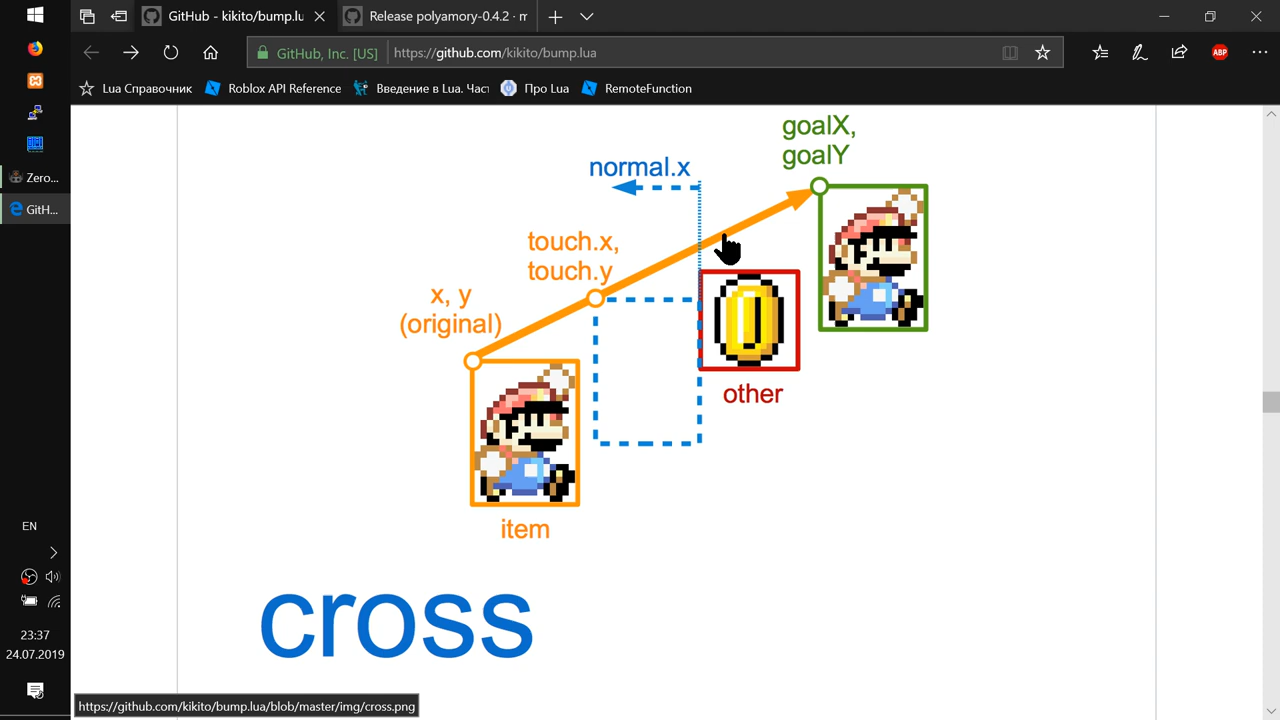 GitHub - kikito/bump.lu
Release polyamory-0.4.2 · m
GitHub, Inc. [US]
https://github.com/kikito/bump.lua
ABP
Lua Справочник
Roblox API Reference
Введение в Lua. Част
Про Lua
RemoteFunction
Zero...
GitH...
goalX,
goalY
normal.x
touch.x,
touch.y
x, y
(original)
other
item
cross
EN
23:37
24.07.2019
https://github.com/kikito/bump.lua/blob/master/img/cross.png